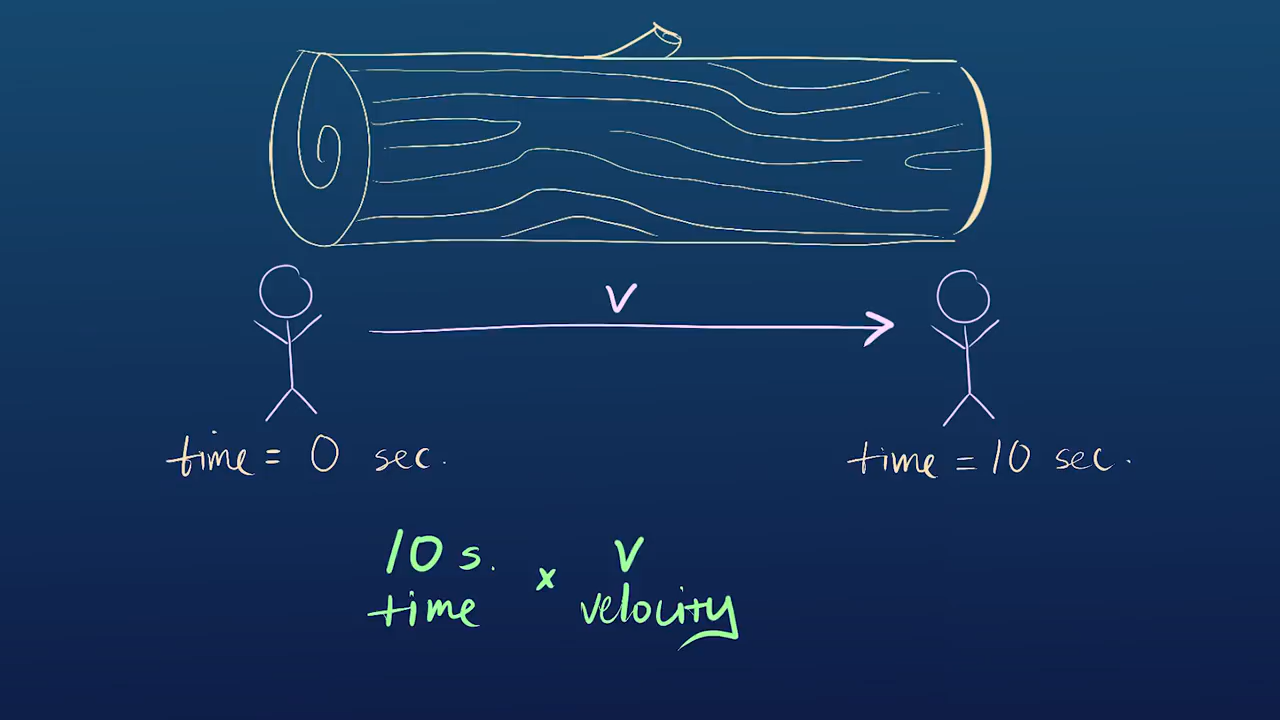 v
time = 0 sec.
time = 10 sec.
10 s. x v
time velocity